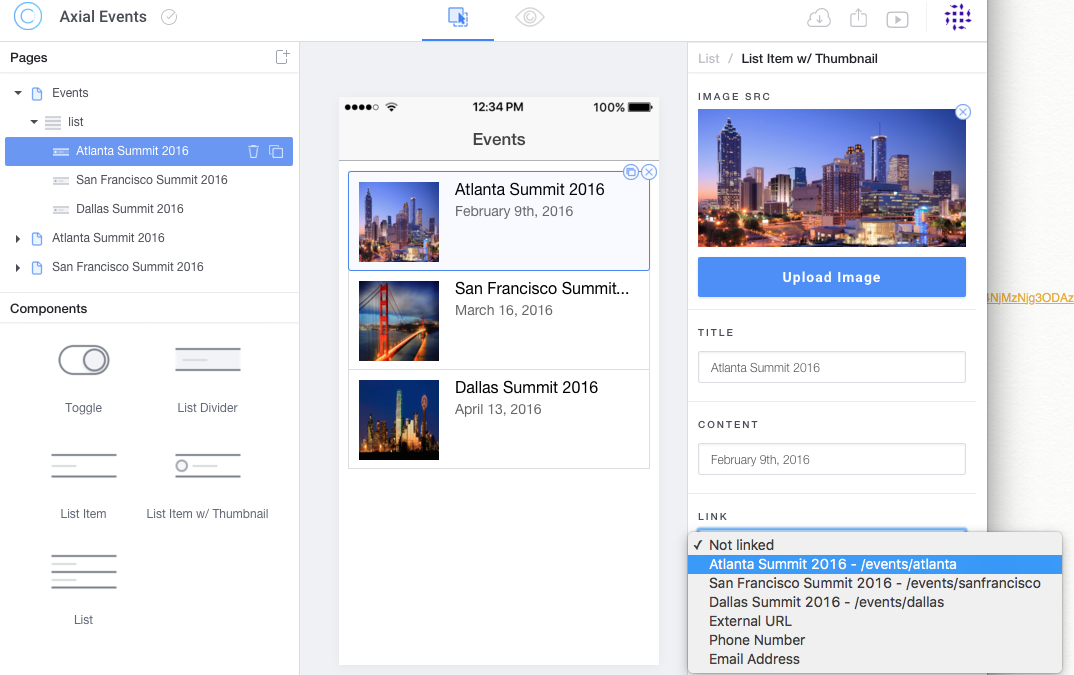 Axial Events
Pages
Events
list
Atlanta Summit 2016
San Francisco Summit 2016
Dallas Summit 2016
Atlanta Summit 2016
San Francisco Summit 2016
Components
Toggle
List Divider
List Item
List Item w/ Thumbnail
List
12:34 PM
100%
Events
Atlanta Summit 2016
February 9th, 2016
San Francisco Summit...
March 16, 2016
Dallas Summit 2016
April 13, 2016
List / List Item w/ Thumbnail
IMAGE SRC
Upload Image
TITLE
Atlanta Summit 2016
CONTENT
February 9th, 2016
LINK
✓ Not linked
Atlanta Summit 2016 - /events/atlanta
San Francisco Summit 2016 - /events/sanfrancisco
Dallas Summit 2016 - /events/dallas
External URL
Phone Number
Email Address